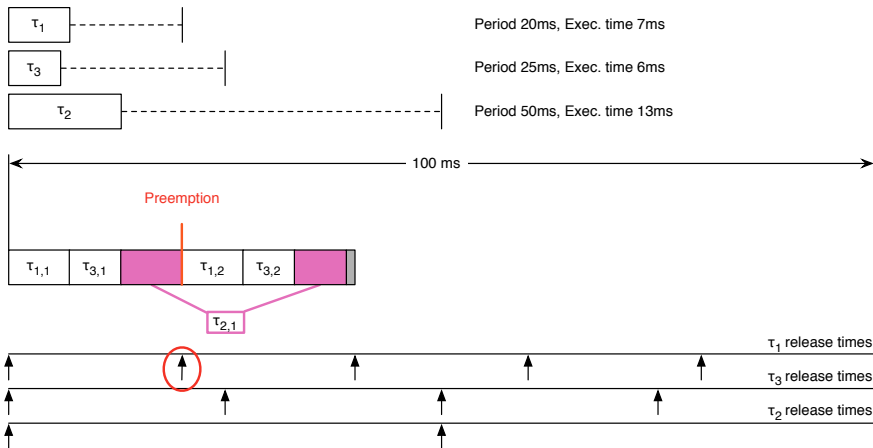 τ1 Period 20ms, Exec. time 7ms
τ3 Period 25ms, Exec. time 6ms
τ2 Period 50ms, Exec. time 13ms
100 ms
Preemption
τ1,1 τ3,1 τ1,2 τ3,2
τ2,1
τ1 release times
τ3 release times
τ2 release times